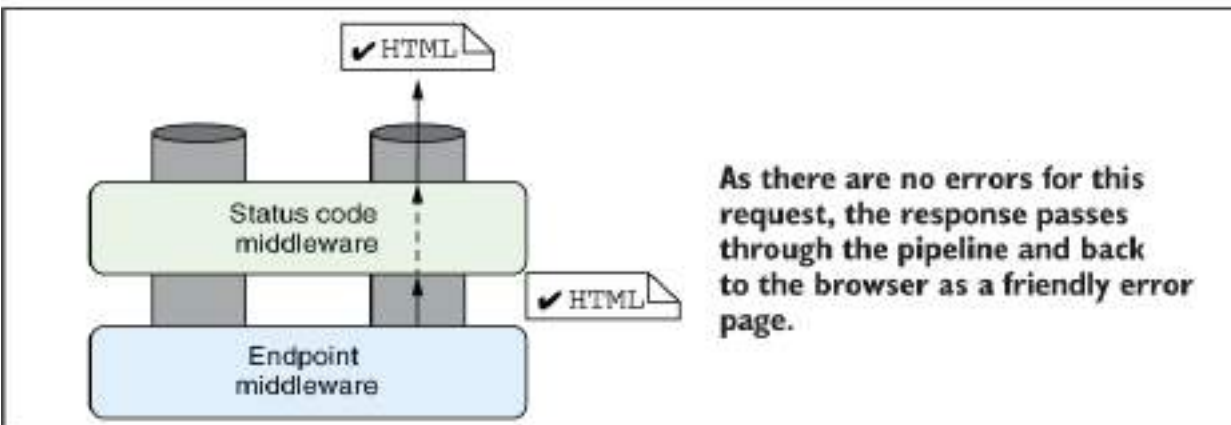 ✔ HTML
Status code
middleware
✔ HTML
Endpoint
middleware
As there are no errors for this
request, the response passes
through the pipeline and back
to the browser as a friendly error
page.